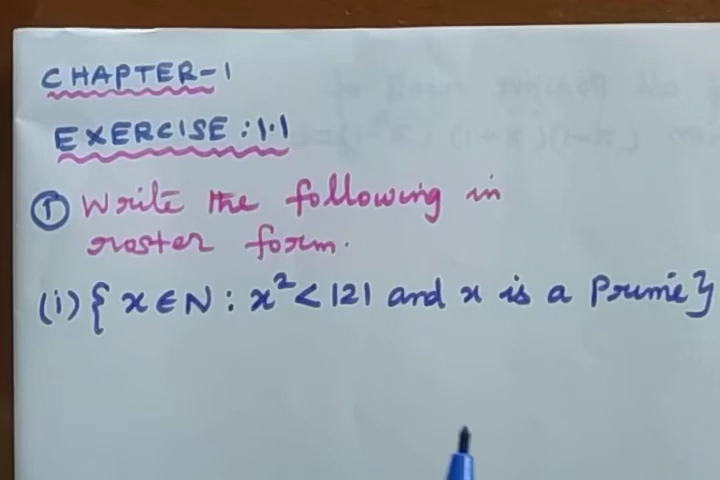 CHAPTER-1
EXERCISE: 1.1
① Write the following in
roster form.
(i) { x ∈ N : x² < 121 and x is a Prime}